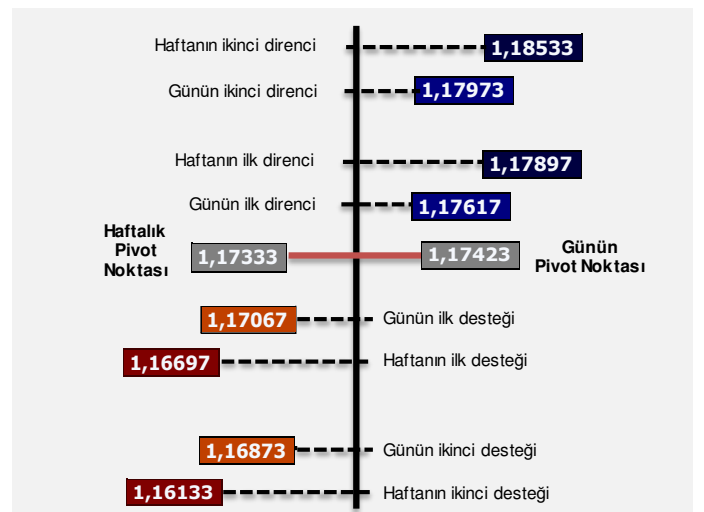 Haftanın ikinci direnci
1,18533
Günün ikinci direnci
1,17973
Haftanın ilk direnci
1,17897
Günün ilk direnci
1,17617
Haftalık
Pivot
Noktası
1,17333
1,17423
Günün
Pivot Noktası
1,17067
Günün ilk desteği
1,16697
Haftanın ilk desteği
1,16873
Günün ikinci desteği
1,16133
Haftanın ikinci desteği